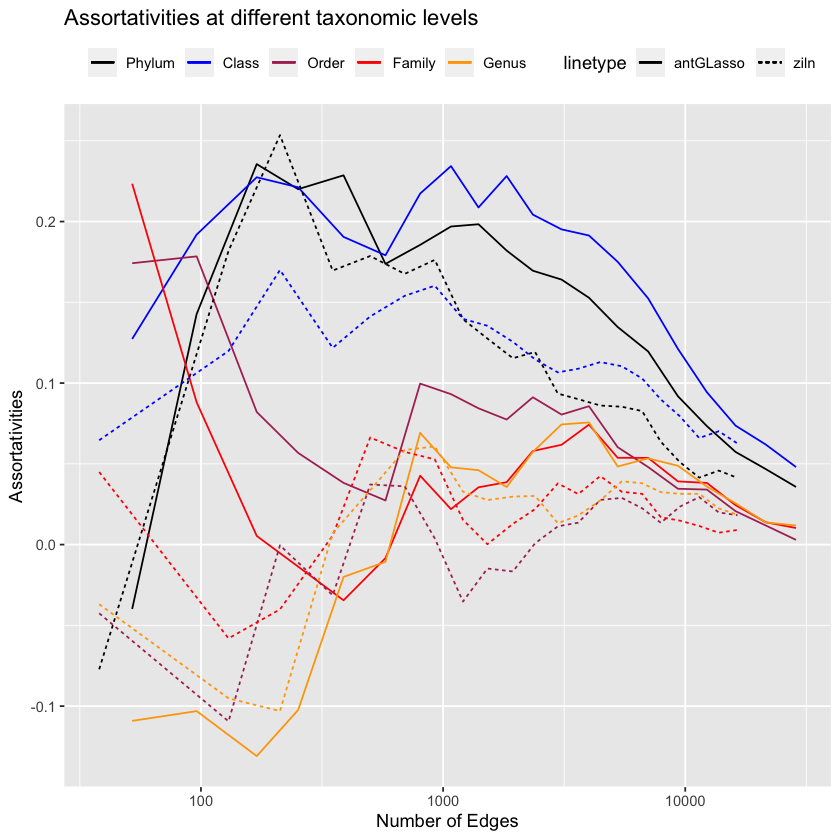 Assortativities at different taxonomic levels
Phylum Class Order Family Genus linetype antGLasso ziln
0.2
0.1
0.0
-0.1
Assortativities
100 1000 10000
Number of Edges